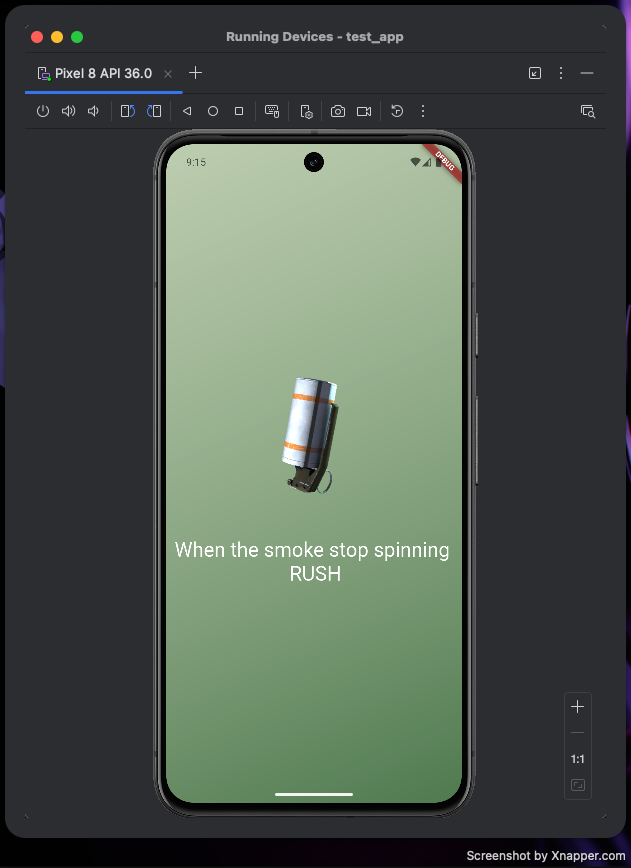 Running Devices - test_app
Pixel 8 API 36.0
9:15
DEBUG
When the smoke stop spinning
RUSH
1:1
Screenshot by Xnapper.com